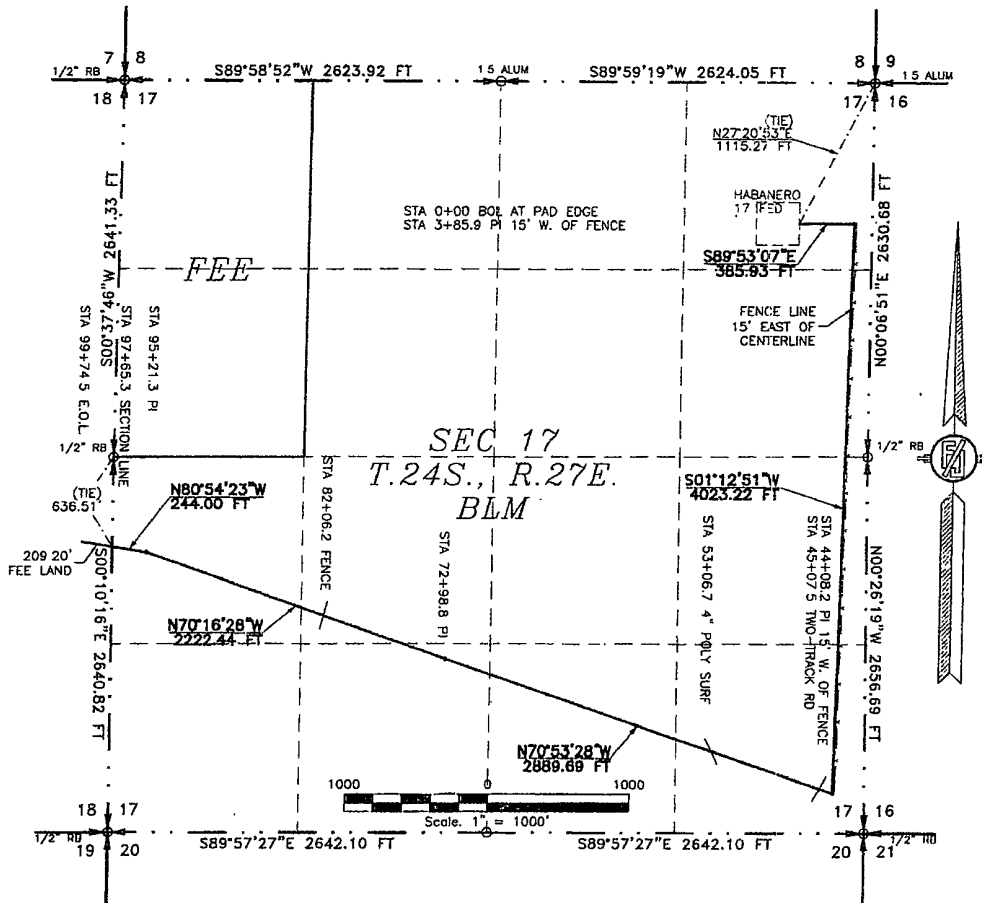 7 8
8 9
1/2" RB
S89°58'52"W 2623.92 FT
1.5 ALUM
S89°59'19"W 2624.05 FT
1.5 ALUM
18 17
17 16
(TIE)
N27°20'53"E
1115.27 FT
HABANERO
17 FED
STA 0+00 BOL AT PAD EDGE
STA 3+85.9 PI 15' W. OF FENCE
S89°53'07"E
385.93 FT
FEE
S00°37'46"W 2641.33 FT
N00°06'51"E 2630.68 FT
FENCE LINE
15' EAST OF
CENTERLINE
STA 99+74.5 E.O.L.
STA 97+65.3 SECTION LINE
STA 95+21.3 PI
1/2" RB
1/2" RB
SEC 17
T.24S., R.27E.
BLM
(TIE)
636.51'
N80°54'23"W
244.00 FT
S01°12'51"W
4023.22 FT
209.20'
FEE LAND
STA 82+06.2 FENCE
STA 72+98.8 PI
STA 53+06.7 4" POLY SURF
STA 44+08.2 PI 15' W. OF FENCE
STA 45+07.5 TWO-TRACK RD
S00°10'16"E 2640.82 FT
N00°26'19"W 2656.69 FT
N70°16'28"W
2222.44 FT
N70°53'28"W
2889.69 FT
1000 0 1000
Scale. 1" = 1000'
18 17
17 16
1/2" RB
S89°57'27"E 2642.10 FT
S89°57'27"E 2642.10 FT
1/2" RB
19 20
20 21